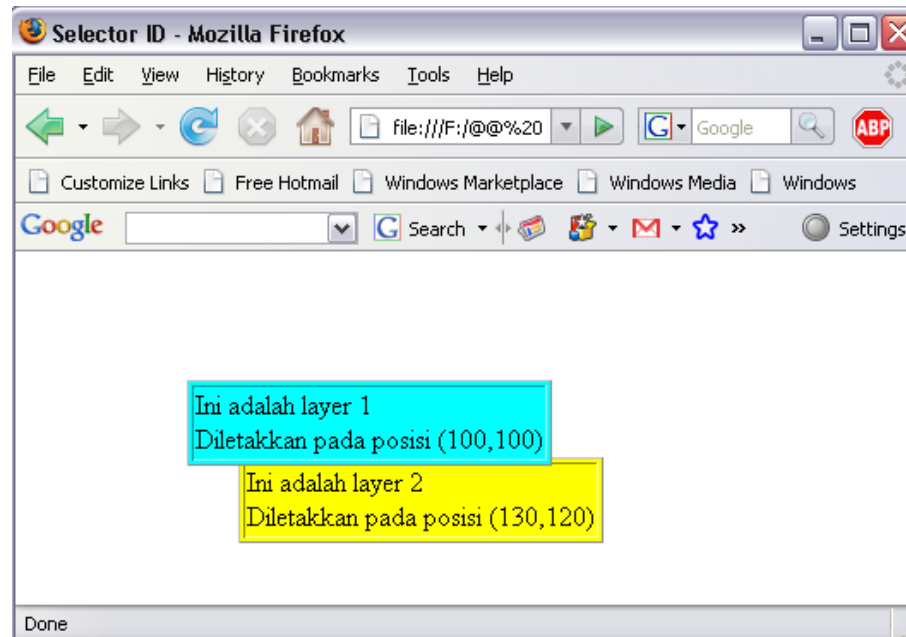 Selector ID - Mozilla Firefox
File Edit View History Bookmarks Tools Help
file:///F:/@@%20 G Google ABP
Customize Links Free Hotmail Windows Marketplace Windows Media Windows
Google G Search » Settings
Ini adalah layer 1
Diletakkan pada posisi (100,100)
Ini adalah layer 2
Diletakkan pada posisi (130,120)
Done